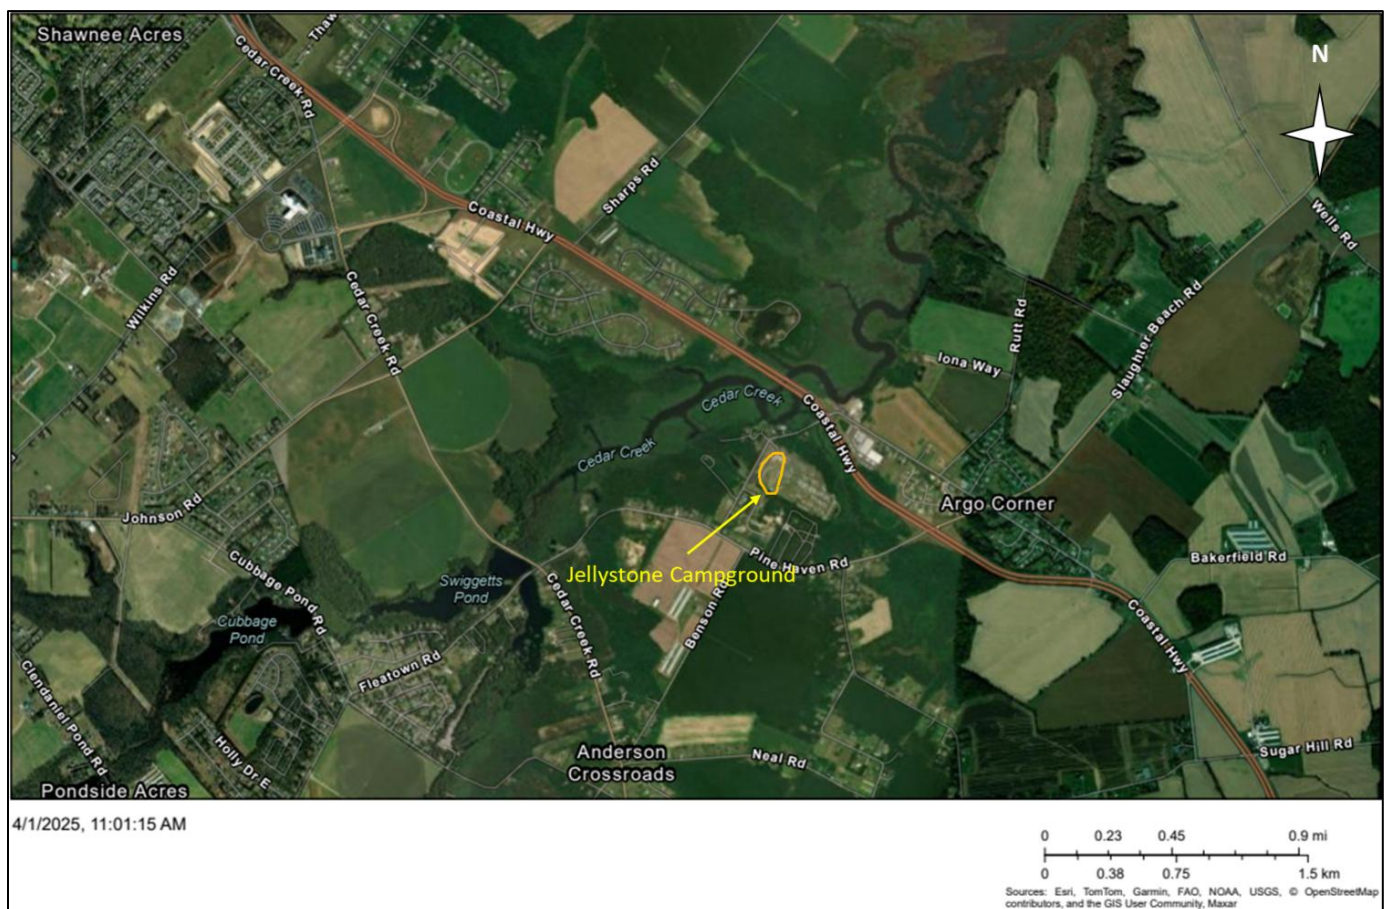 Shawnee Acres
Thaw
Cedar Creek Rd
N
Sharps Rd
Wells Rd
Coastal Hwy
Wilkins Rd
Cedar Creek Rd
Slaughter Beach Rd
Rutt Rd
Iona Way
Cedar Creek
Coastal Hwy
Cedar Creek
Argo Corner
Johnson Rd
Bakerfield Rd
Pine Haven Rd
Jellystone Campground
Swiggetts
Pond
Cubbage Pond Rd
Cedar Creek Rd
Benson Rd
Coastal Hwy
Cubbage
Pond
Fleatown Rd
Clendaniel Pond Rd
Holly Dr E
Anderson
Crossroads
Neal Rd
Sugar Hill Rd
Pondside Acres
4/1/2025, 11:01:15 AM
0 0.23 0.45 0.9 mi
0 0.38 0.75 1.5 km
Sources: Esri, TomTom, Garmin, FAO, NOAA, USGS, © OpenStreetMap
contributors, and the GIS User Community, Maxar